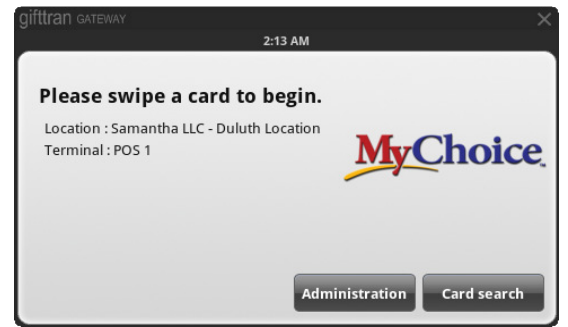 gifttran GATEWAY
2:13 AM
Please swipe a card to begin.
Location : Samantha LLC - Duluth Location
Terminal : POS 1
MyChoice
Administration
Card search